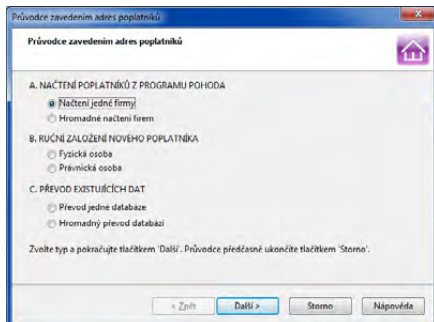 Průvodce zavedením adres poplatníků
Průvodce zavedením adres poplatníků
A. NAČTENÍ POPLATNÍKŮ Z PROGRAMU POHODA
Načtení jedné firmy
Hromadné načtení firem
B. RUČNÍ ZALOŽENÍ NOVÉHO POPLATNÍKA
Fyzická osoba
Právnická osoba
C. PŘEVOD EXISTUJÍCÍCH DAT
Převod jedné databáze
Hromadný převod databází
Zvolte typ a pokračujte tlačítkem 'Další'. Průvodce předčasně ukončíte tlačítkem 'Storno'.
< Zpět Další > Storno Nápověda